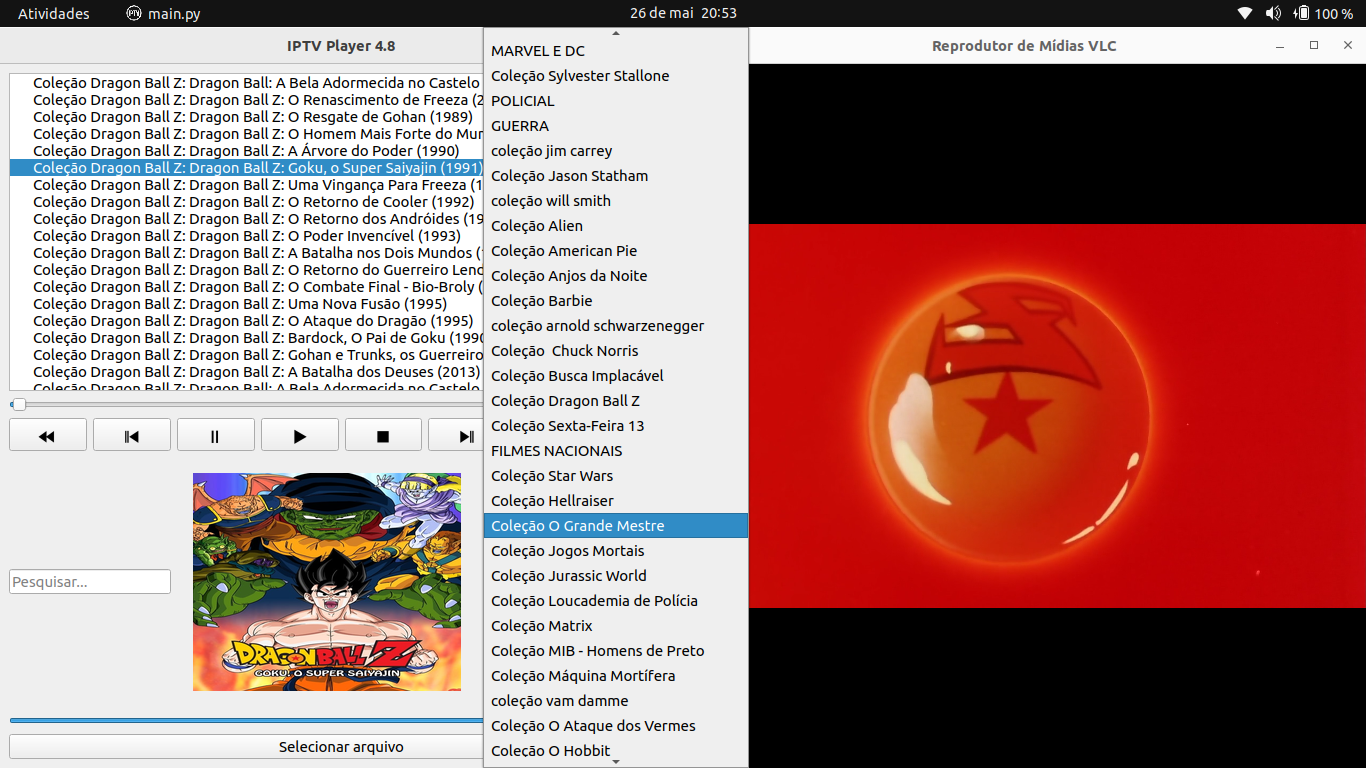 Atividades
main.py
26 de mai 20:53
100 %
IPTV Player 4.8
Coleção Dragon Ball Z: Dragon Ball: A Bela Adormecida no Castelo
Coleção Dragon Ball Z: Dragon Ball Z: O Renascimento de Freeza (2
Coleção Dragon Ball Z: Dragon Ball Z: O Resgate de Gohan (1989)
Coleção Dragon Ball Z: Dragon Ball Z: O Homem Mais Forte do Mun
Coleção Dragon Ball Z: Dragon Ball Z: A Árvore do Poder (1990)
Coleção Dragon Ball Z: Dragon Ball Z: Goku, o Super Saiyajin (1991)
Coleção Dragon Ball Z: Dragon Ball Z: Uma Vingança Para Freeza (1
Coleção Dragon Ball Z: Dragon Ball Z: O Retorno de Cooler (1992)
Coleção Dragon Ball Z: Dragon Ball Z: O Retorno dos Andróides (19
Coleção Dragon Ball Z: Dragon Ball Z: O Poder Invencível (1993)
Coleção Dragon Ball Z: Dragon Ball Z: A Batalha nos Dois Mundos (
Coleção Dragon Ball Z: Dragon Ball Z: O Retorno do Guerreiro Lend
Coleção Dragon Ball Z: Dragon Ball Z: O Combate Final - Bio-Broly (
Coleção Dragon Ball Z: Dragon Ball Z: Uma Nova Fusão (1995)
Coleção Dragon Ball Z: Dragon Ball Z: O Ataque do Dragão (1995)
Coleção Dragon Ball Z: Dragon Ball Z: Bardock, O Pai de Goku (1990
Coleção Dragon Ball Z: Dragon Ball Z: Gohan e Trunks, os Guerreiro
Coleção Dragon Ball Z: Dragon Ball Z: A Batalha dos Deuses (2013)
Coleção Dragon Ball Z: Dragon Ball: A Bela Adormecida no Castelo
Pesquisar...
DRAGON BALL Z
GOKU: O SUPER SAIYAJIN
Selecionar arquivo
MARVEL E DC
Coleção Sylvester Stallone
POLICIAL
GUERRA
coleção jim carrey
Coleção Jason Statham
coleção will smith
Coleção Alien
Coleção American Pie
Coleção Anjos da Noite
Coleção Barbie
coleção arnold schwarzenegger
Coleção  Chuck Norris
Coleção Busca Implacável
Coleção Dragon Ball Z
Coleção Sexta-Feira 13
FILMES NACIONAIS
Coleção Star Wars
Coleção Hellraiser
Coleção O Grande Mestre
Coleção Jogos Mortais
Coleção Jurassic World
Coleção Loucademia de Polícia
Coleção Matrix
Coleção MIB - Homens de Preto
Coleção Máquina Mortífera
coleção vam damme
Coleção O Ataque dos Vermes
Coleção O Hobbit
Reprodutor de Mídias VLC